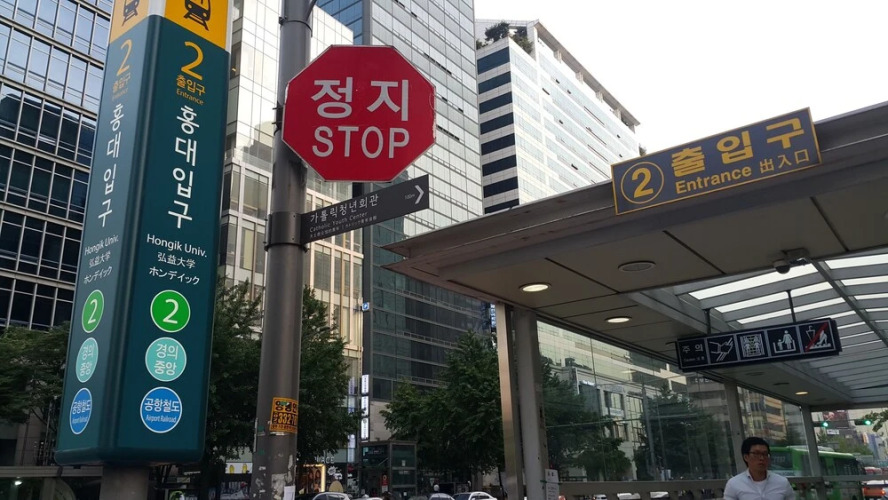 2
출입구
Entrance
홍대입구
Hongik Univ.
弘益大学
ホンデイック
2
경의
중앙
공항철도
Airport Railroad
2
홍대입구
Hongik Univ.
弘益大学
ホンデイック
2
출입구
Entrance
2
경의
중앙
공항철도
정지
STOP
가톨릭청년회관
Catholic Youth Center
2 출입구
Entrance 出入口
주의